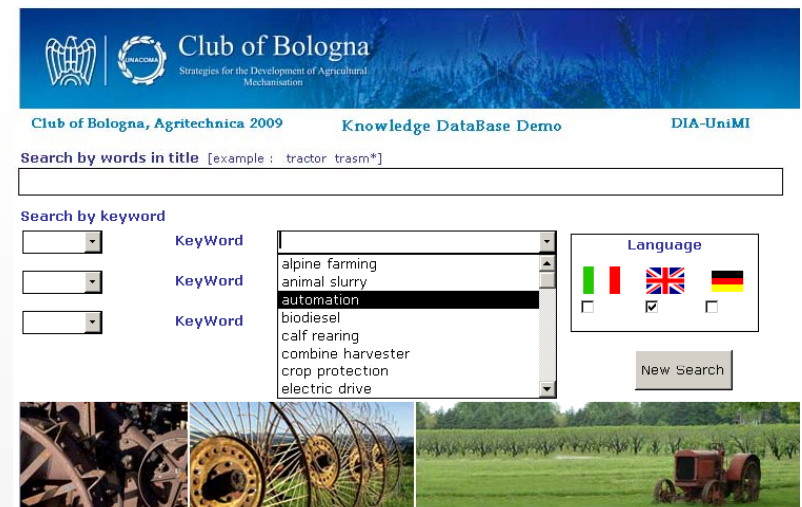 UNACOMA
Club of Bologna
Strategies for the Development of Agricultural
Mechanisation
Club of Bologna, Agritechnica 2009 Knowledge DataBase Demo DIA-UniMI
Search by words in title [example : tractor trasm*]
Search by keyword
KeyWord
Language
alpine farming
KeyWord
animal slurry
automation
KeyWord
biodiesel
calf rearing
combine harvester
crop protection
New Search
electric drive